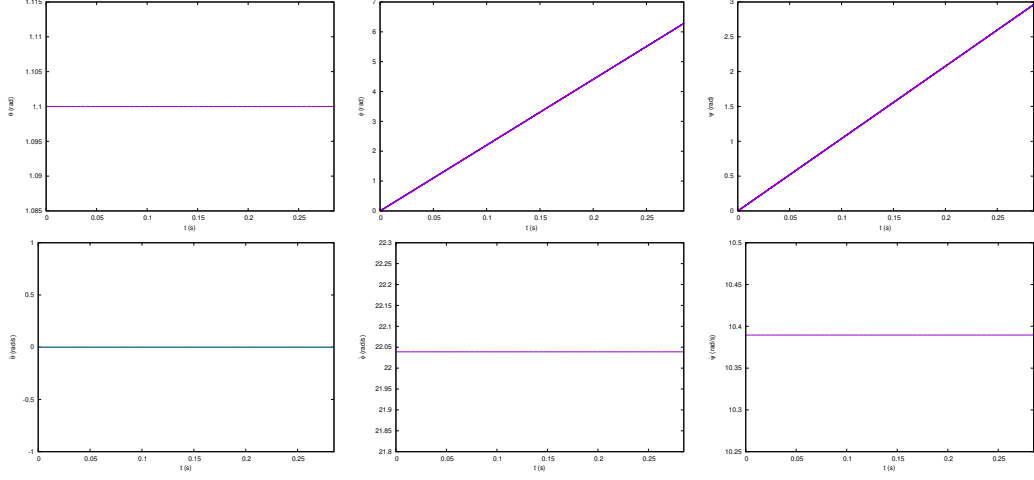 1.115
1.11
1.105
1.1
1.095
1.09
1.085
θ (rad)
0 0.05 0.1 0.15 0.2 0.25
t (s)
7
6
5
4
3
2
1
0
ϕ (rad)
0 0.05 0.1 0.15 0.2 0.25
t (s)
3
2.5
2
1.5
1
0.5
0
ψ (rad)
0 0.05 0.1 0.15 0.2 0.25
t (s)
1
0.5
0
-0.5
-1
θ̇ (rad/s)
0 0.05 0.1 0.15 0.2 0.25
t (s)
22.3
22.25
22.2
22.15
22.1
22.05
22
21.95
21.9
21.85
21.8
ϕ̇ (rad/s)
0 0.05 0.1 0.15 0.2 0.25
t (s)
10.5
10.45
10.4
10.35
10.3
10.25
ψ̇ (rad/s)
0 0.05 0.1 0.15 0.2 0.25
t (s)